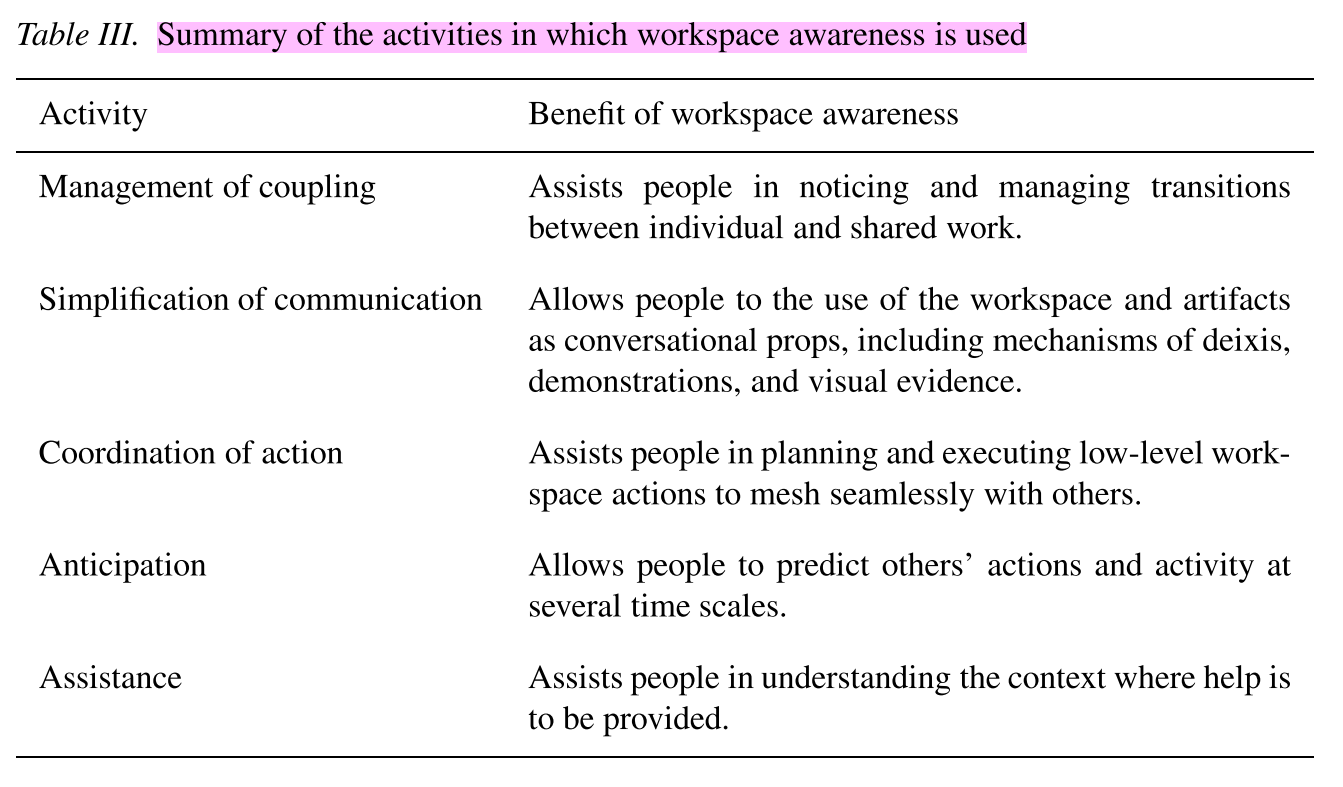 Table III. Summary of the activities in which workspace awareness is used
Activity Benefit of workspace awareness
Management of coupling Assists people in noticing and managing transitions
between individual and shared work.
Simplification of communication Allows people to the use of the workspace and artifacts
as conversational props, including mechanisms of deixis,
demonstrations, and visual evidence.
Coordination of action Assists people in planning and executing low-level work-
space actions to mesh seamlessly with others.
Anticipation Allows people to predict others’ actions and activity at
several time scales.
Assistance Assists people in understanding the context where help is
to be provided.